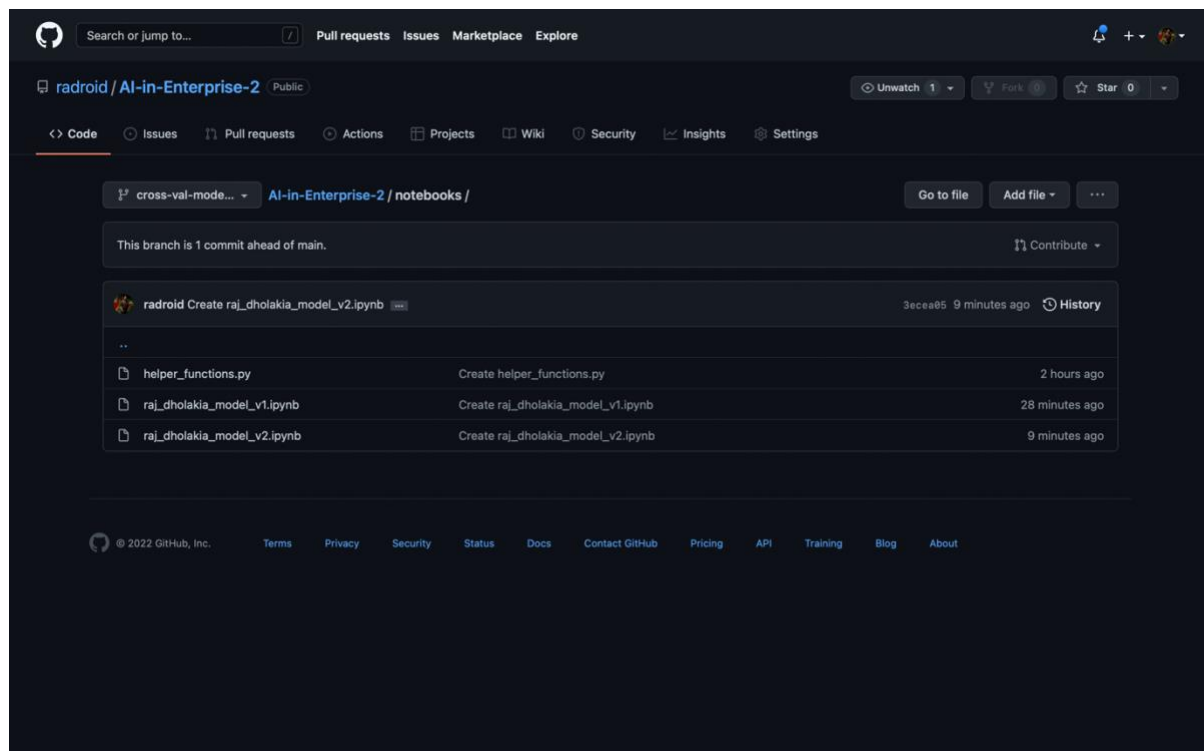 Search or jump to... / Pull requests Issues Marketplace Explore
radroid / AI-in-Enterprise-2 Public Unwatch 1 Fork 0 Star 0
<> Code Issues Pull requests Actions Projects Wiki Security Insights Settings
cross-val-mode... AI-in-Enterprise-2 / notebooks / Go to file Add file ...
This branch is 1 commit ahead of main. Contribute
radroid Create raj_dholakia_model_v2.ipynb ... 3ecea05 9 minutes ago History
..
helper_functions.py Create helper_functions.py 2 hours ago
raj_dholakia_model_v1.ipynb Create raj_dholakia_model_v1.ipynb 28 minutes ago
raj_dholakia_model_v2.ipynb Create raj_dholakia_model_v2.ipynb 9 minutes ago
© 2022 GitHub, Inc. Terms Privacy Security Status Docs Contact GitHub Pricing API Training Blog About